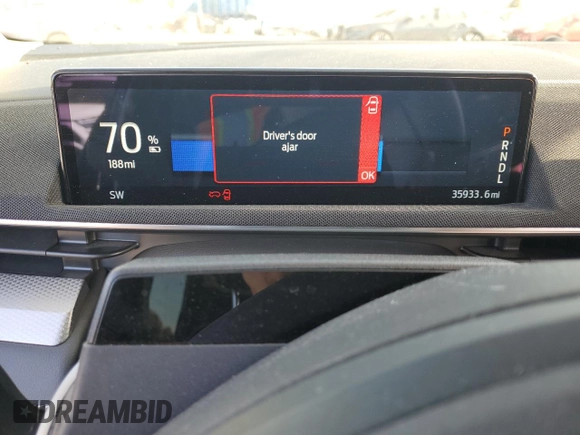 70 %
188mi
Driver's door
ajar
OK
P
R
N
D
L
SW
35933.6mi
DREAMBID